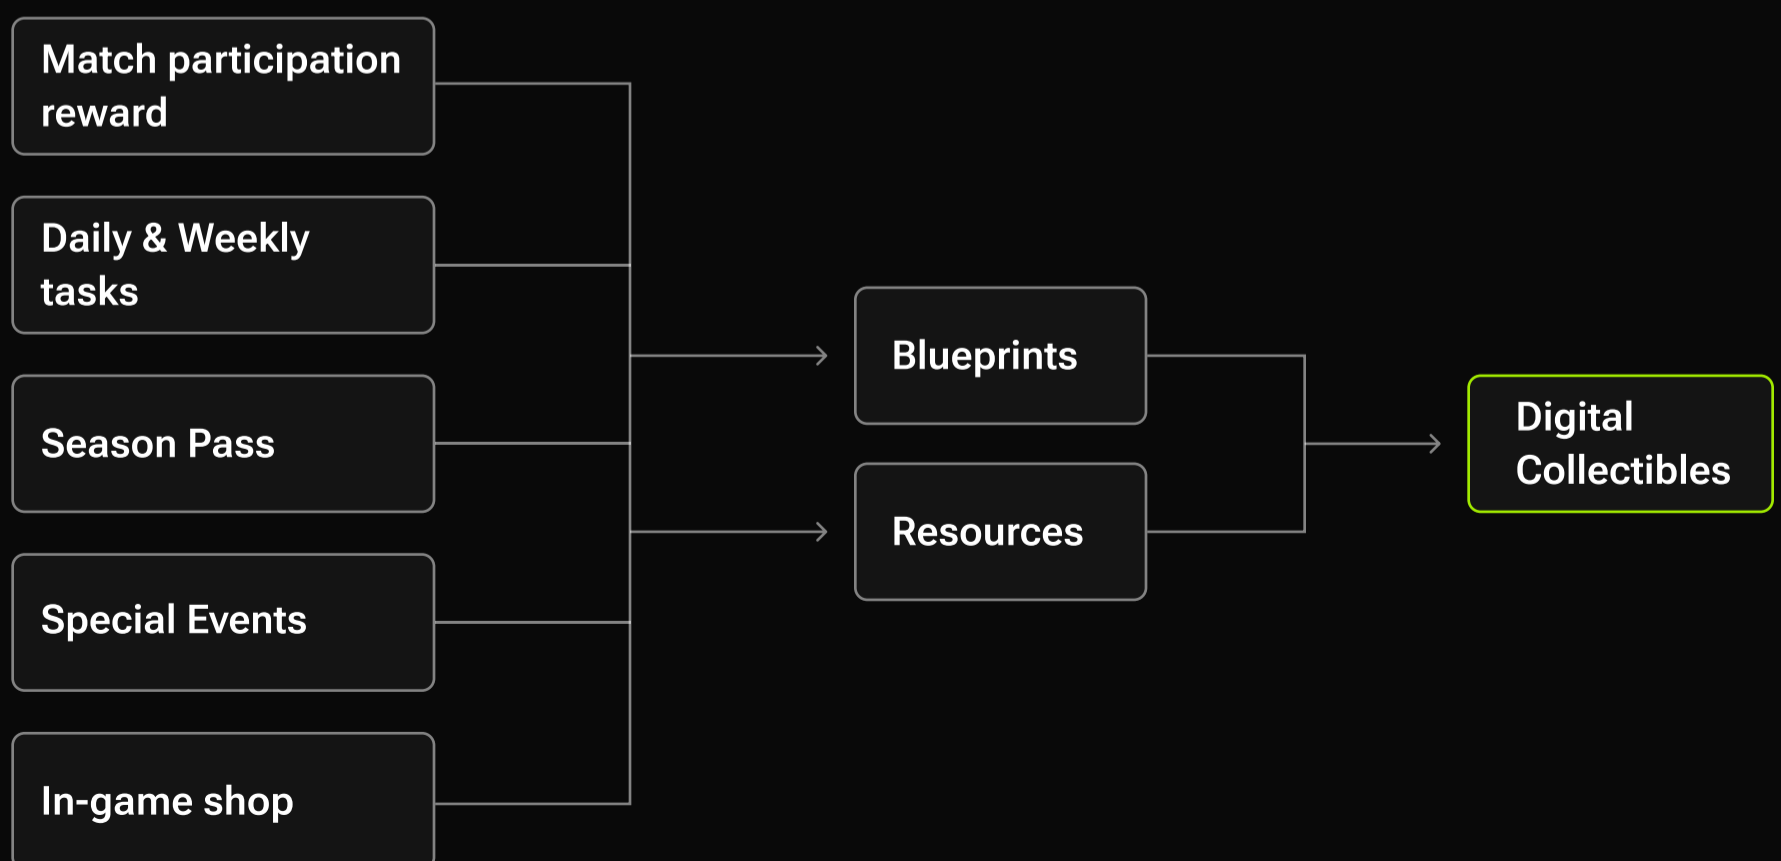 Match participation
reward
Daily & Weekly
tasks
Season Pass
Special Events
In-game shop
Blueprints
Resources
Digital
Collectibles